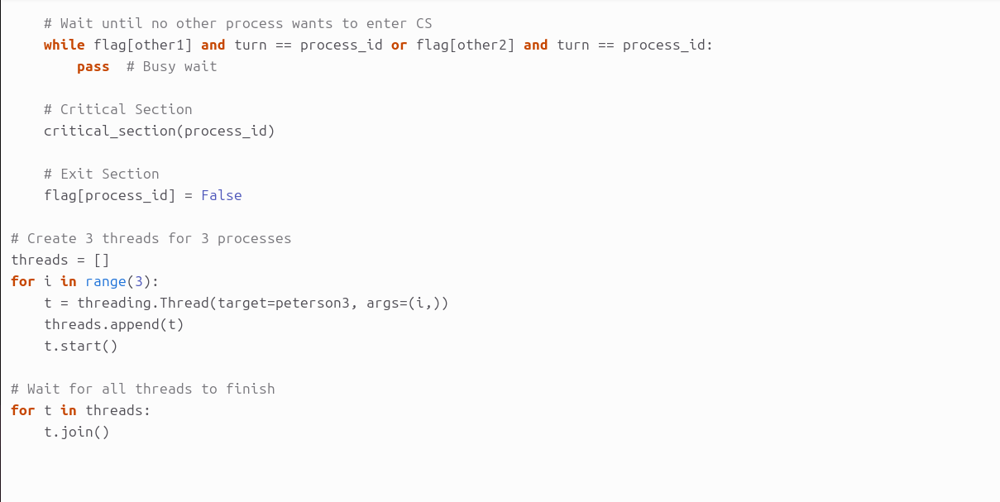 # Wait until no other process wants to enter CS
while flag[other1] and turn == process_id or flag[other2] and turn == process_id:
pass  # Busy wait
# Critical Section
critical_section(process_id)
# Exit Section
flag[process_id] = False
# Create 3 threads for 3 processes
threads = []
for i in range(3):
t = threading.Thread(target=peterson3, args=(i,))
threads.append(t)
t.start()
# Wait for all threads to finish
for t in threads:
t.join()